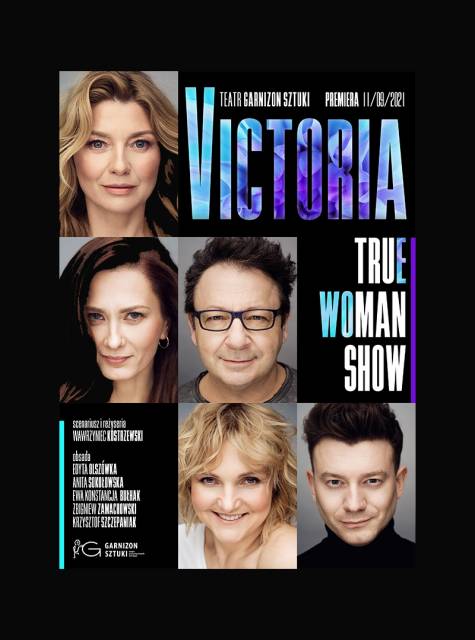 TEATR GARNIZON SZTUKI PREMIERA 11/09/2021
VICTORIA
TRUE
WOMAN
SHOW
scenariusz i reżyseria
WAWRZYNIEC KOSTRZEWSKI
obsada
EDYTA OLSZÓWKA
ANITA SOKOŁOWSKA
EWA KONSTANCJA BUŁHAK
ZBIGNIEW ZAMACHOWSKI
KRZYSZTOF SZCZEPANIAK
GARNIZON
SZTUKI